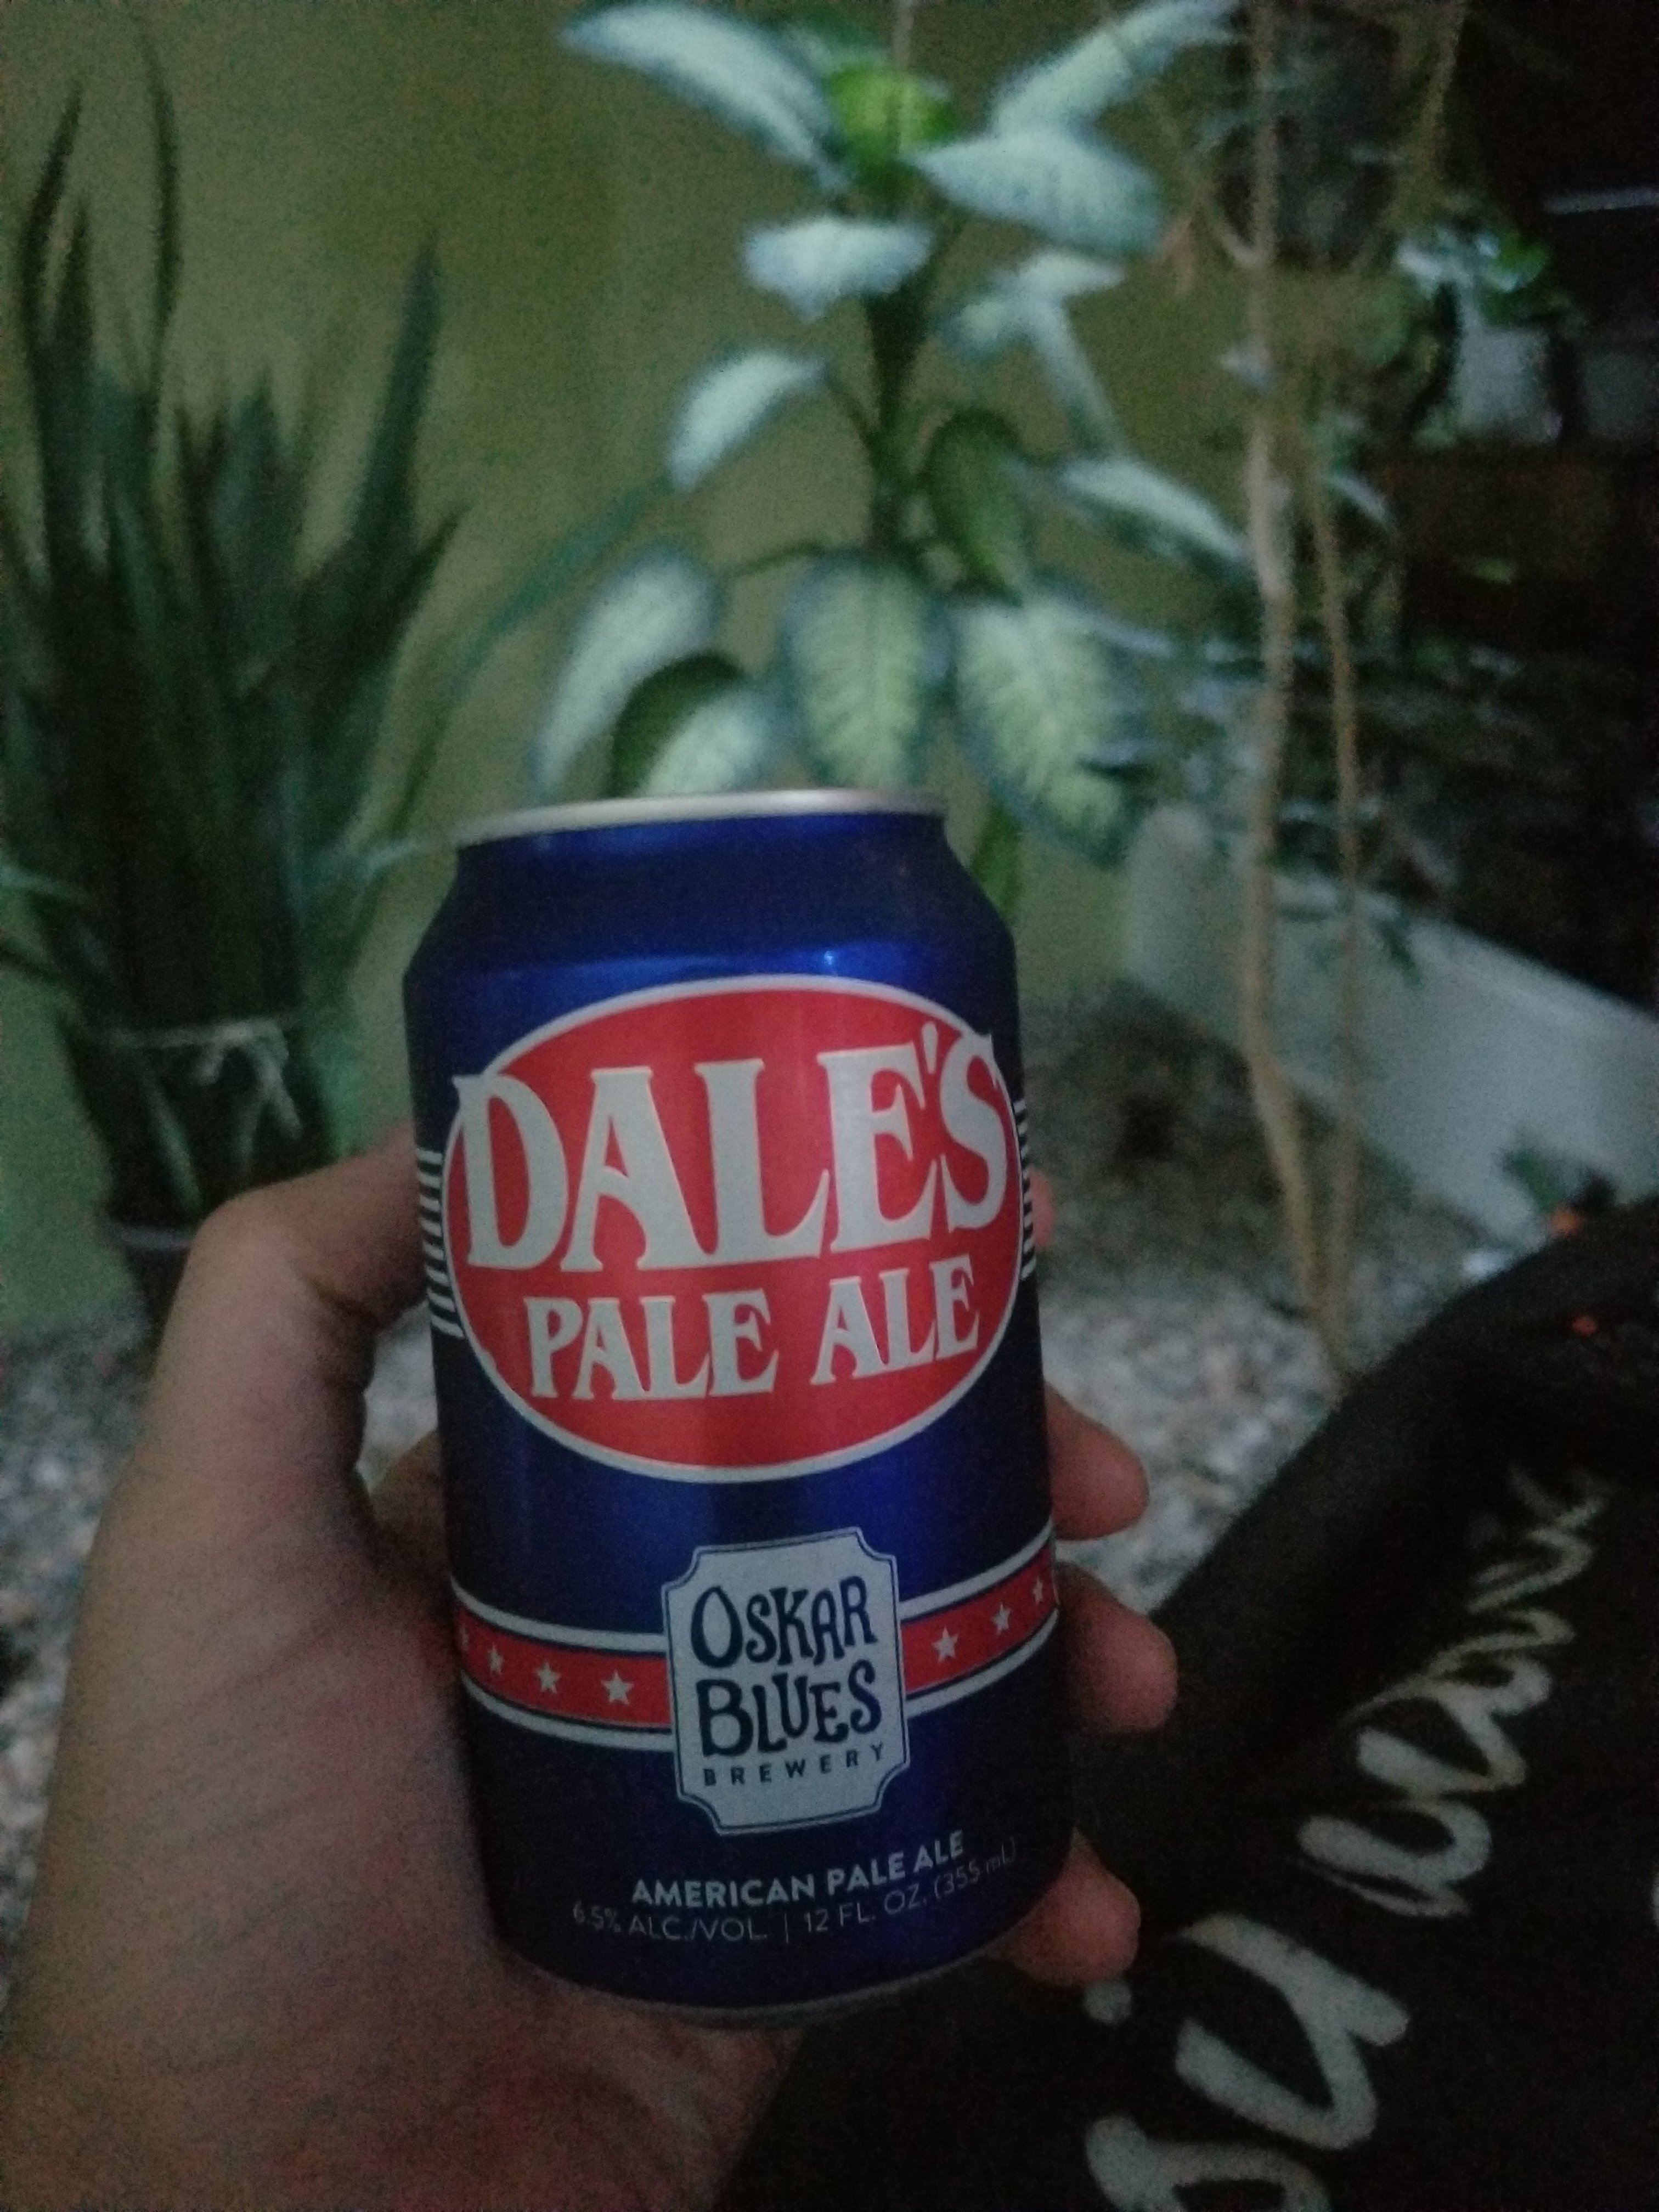 DALE'S
PALE ALE
OSKAR
BLUES
BREWERY
AMERICAN PALE ALE
6.5% ALC./VOL. | 12 FL. OZ. (355 mL)